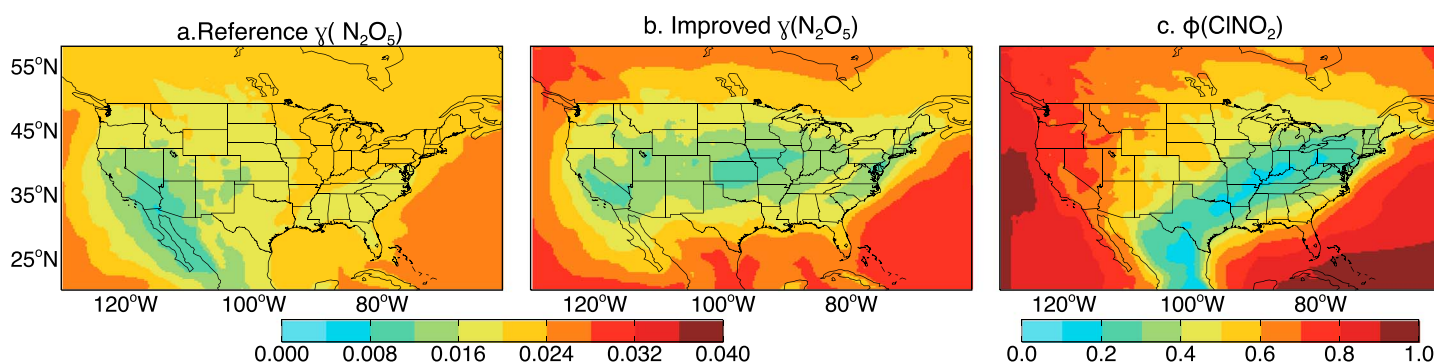 a.Reference γ( N₂O₅)
b. Improved γ(N₂O₅)
c. ϕ(ClNO₂)
55°N
45°N
35°N
25°N
120°W 100°W 80°W
120°W 100°W 80°W
120°W 100°W 80°W
0.000 0.008 0.016 0.024 0.032 0.040
0.0 0.2 0.4 0.6 0.8 1.0